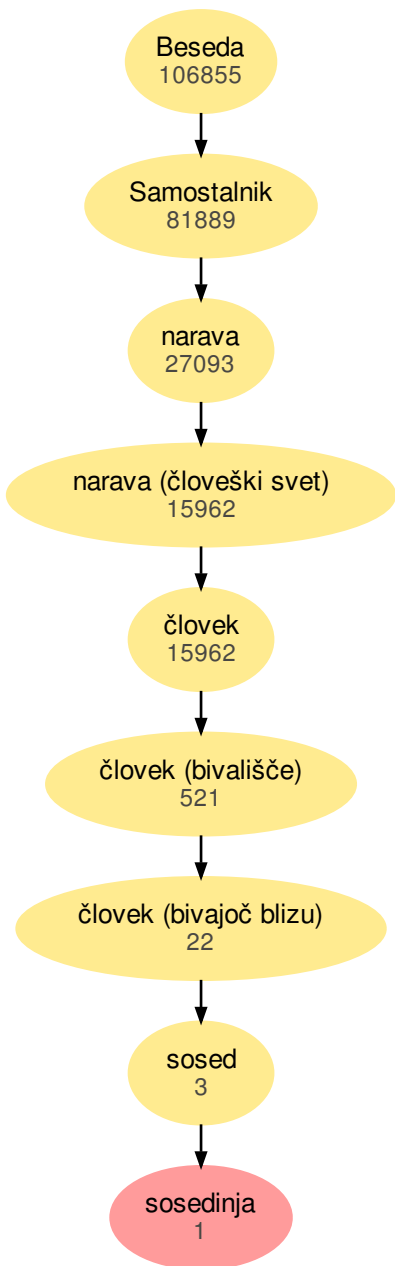 Beseda
106855
Samostalnik
81889
narava
27093
narava (človeški svet)
15962
človek
15962
človek (bivališče)
521
človek (bivajoč blizu)
22
sosed
3
sosedinja
1